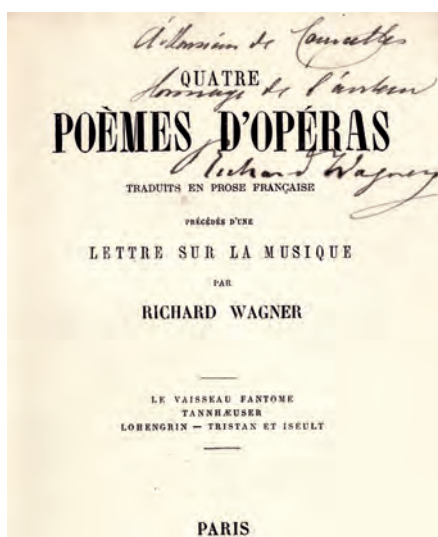 À Monsieur de Courcelles
QUATRE
Hommage de l'auteur
POÈMES D'OPÉRAS
Richard Wagner
TRADUITS EN PROSE FRANÇAISE
PRÉCÉDÉS D'UNE
LETTRE SUR LA MUSIQUE
PAR
RICHARD WAGNER
LE VAISSEAU FANTOME
TANNHÆUSER
LOHENGRIN — TRISTAN ET ISEULT
PARIS